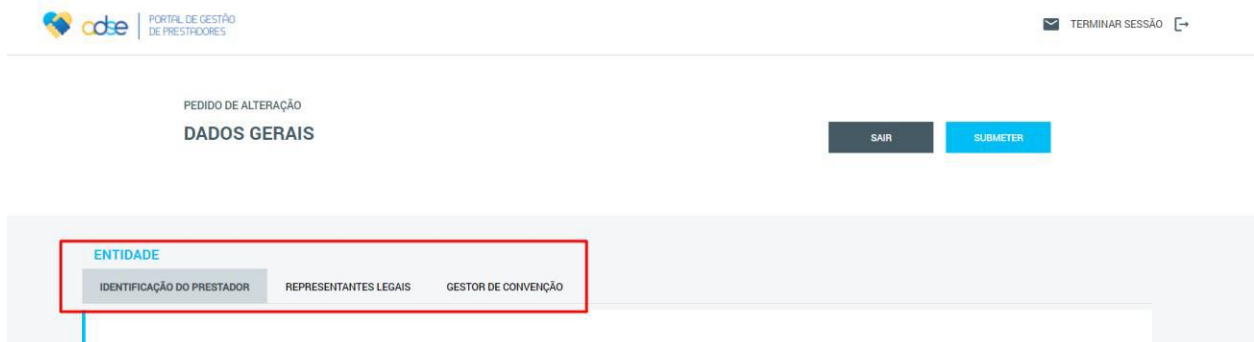 adse
PORTAL DE GESTÃO
DE PRESTADORES
TERMINAR SESSÃO
PEDIDO DE ALTERAÇÃO
DADOS GERAIS
SAIR
SUBMETER
ENTIDADE
IDENTIFICAÇÃO DO PRESTADOR REPRESENTANTES LEGAIS GESTOR DE CONVENÇÃO